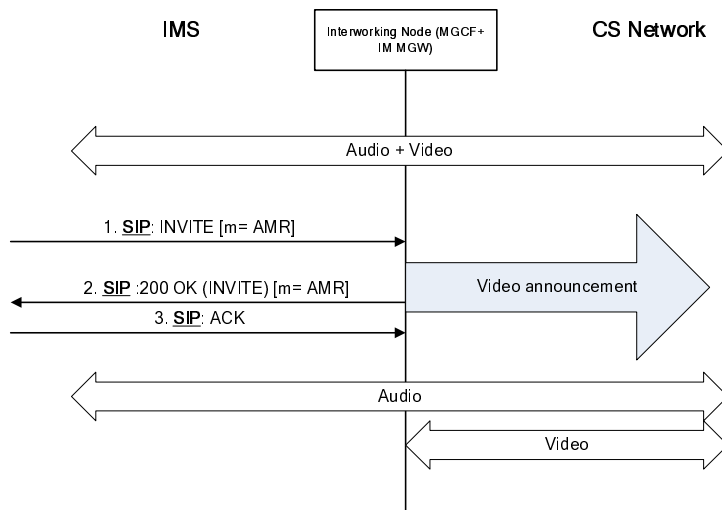 IMS
Interworking Node (MGCF+
IM MGW)
CS Network
Audio + Video
1. SIP: INVITE [m= AMR]
2. SIP :200 OK (INVITE) [m= AMR]
Video announcement
3. SIP: ACK
Audio
Video